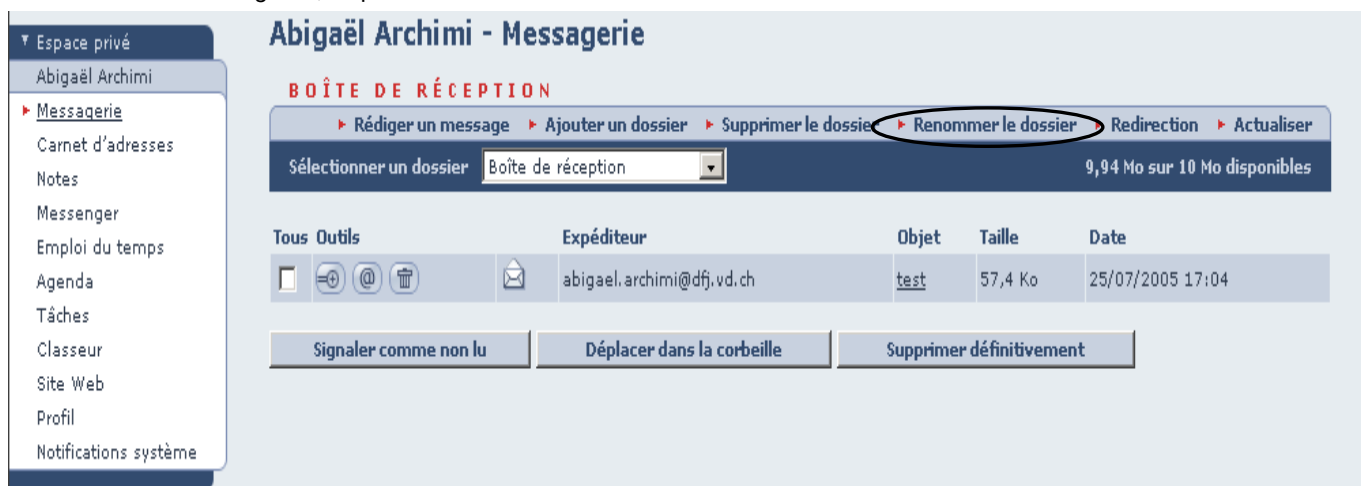 Espace privé
Abigaël Archimi
Messagerie
Carnet d'adresses
Notes
Messenger
Emploi du temps
Agenda
Tâches
Classeur
Site Web
Profil
Notifications système
Abigaël Archimi - Messagerie
BOÎTE DE RÉCEPTION
Rédiger un message Ajouter un dossier Supprimer le dossier Renommer le dossier Redirection Actualiser
Sélectionner un dossier Boîte de réception 9,94 Mo sur 10 Mo disponibles
Tous Outils Expéditeur Objet Taille Date
abigael.archimi@dfj.vd.ch test 57,4 Ko 25/07/2005 17:04
Signaler comme non lu Déplacer dans la corbeille Supprimer définitivement